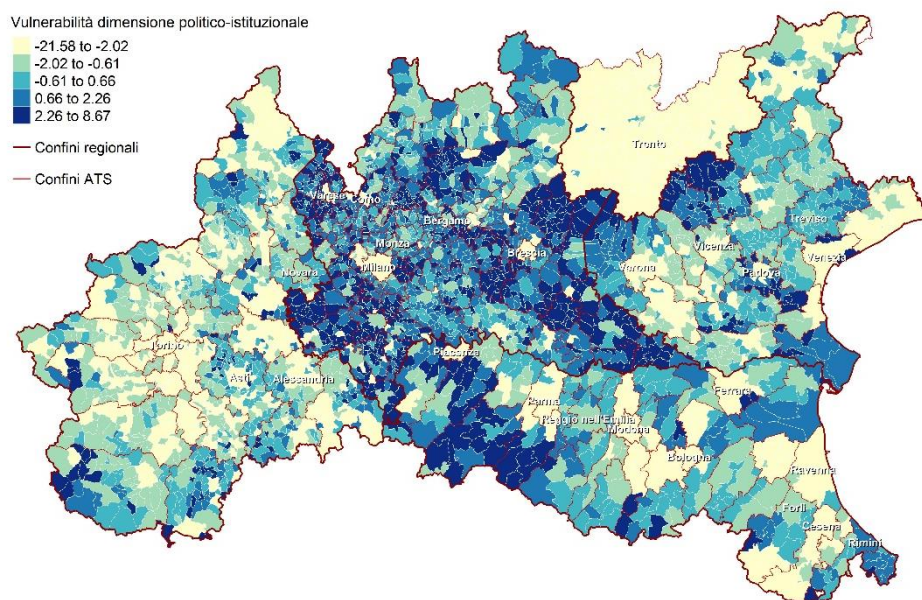 Vulnerabilità dimensione politico-istituzionale
-21.58 to -2.02
-2.02 to -0.61
-0.61 to 0.66
0.66 to 2.26
2.26 to 8.67
Confini regionali
Confini ATS
Tronto
Varese
Como
Bergamo
Treviso
Monza
Brescia
Vicenza
Milano
Venezia
Novara
Verona
Padova
Torino
Piacenza
Asti
Alessandria
Parma
Ferrara
Reggio nell'Emilia
Modena
Bologna
Ravenna
Forlì
Cesena
Rimini